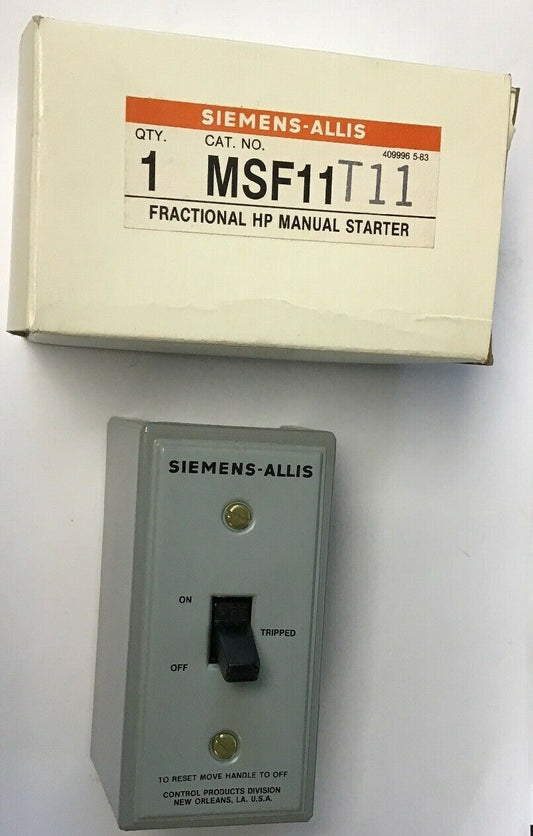 SIEMENS-ALLIS
QTY. CAT. NO. 409996 5-83
1 MSF11T11
FRACTIONAL HP MANUAL STARTER
SIEMENS-ALLIS
ON
TRIPPED
OFF
TO RESET MOVE HANDLE TO OFF
CONTROL PRODUCTS DIVISION
NEW ORLEANS, LA. U.S.A.